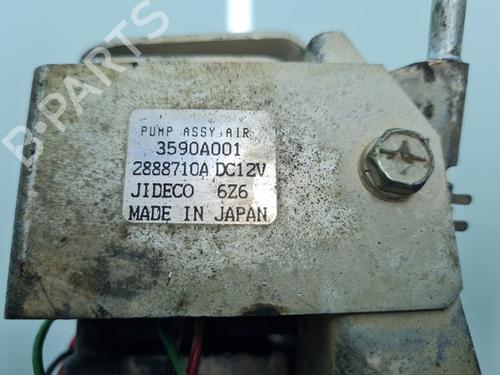 B-PARTS
PUMP ASSY,AIR
3590A001
2888710A DC12V
JIDECO 6Z6
MADE IN JAPAN